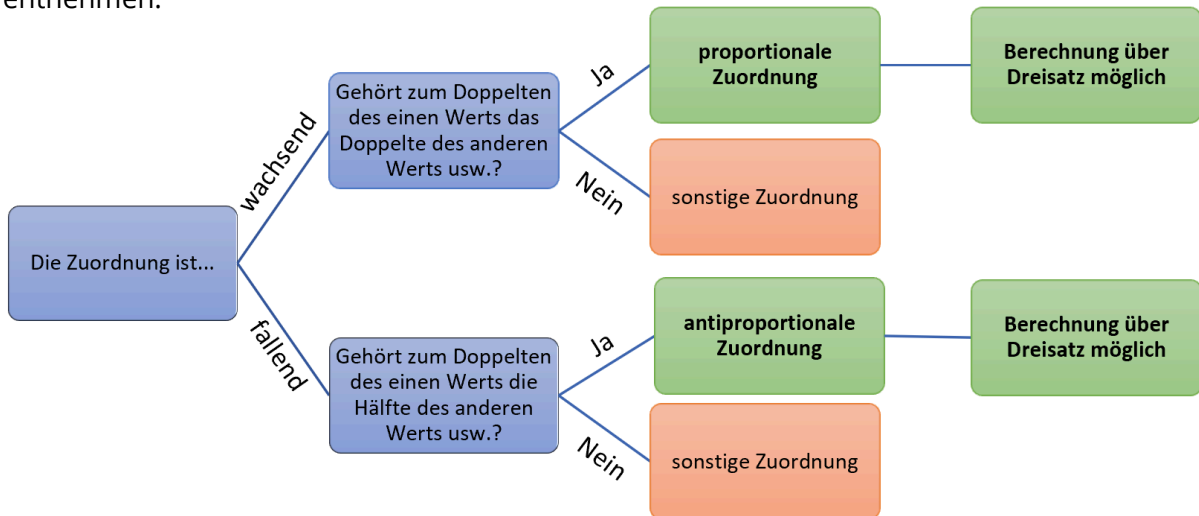 entnehmen.
Die Zuordnung ist...
wachsend
Gehört zum Doppelten
des einen Werts das
Doppelte des anderen
Werts usw.?
Ja
proportionale
Zuordnung
Berechnung über
Dreisatz möglich
Nein
sonstige Zuordnung
fallend
Gehört zum Doppelten
des einen Werts die
Hälfte des anderen
Werts usw.?
Ja
antiproportionale
Zuordnung
Berechnung über
Dreisatz möglich
Nein
sonstige Zuordnung